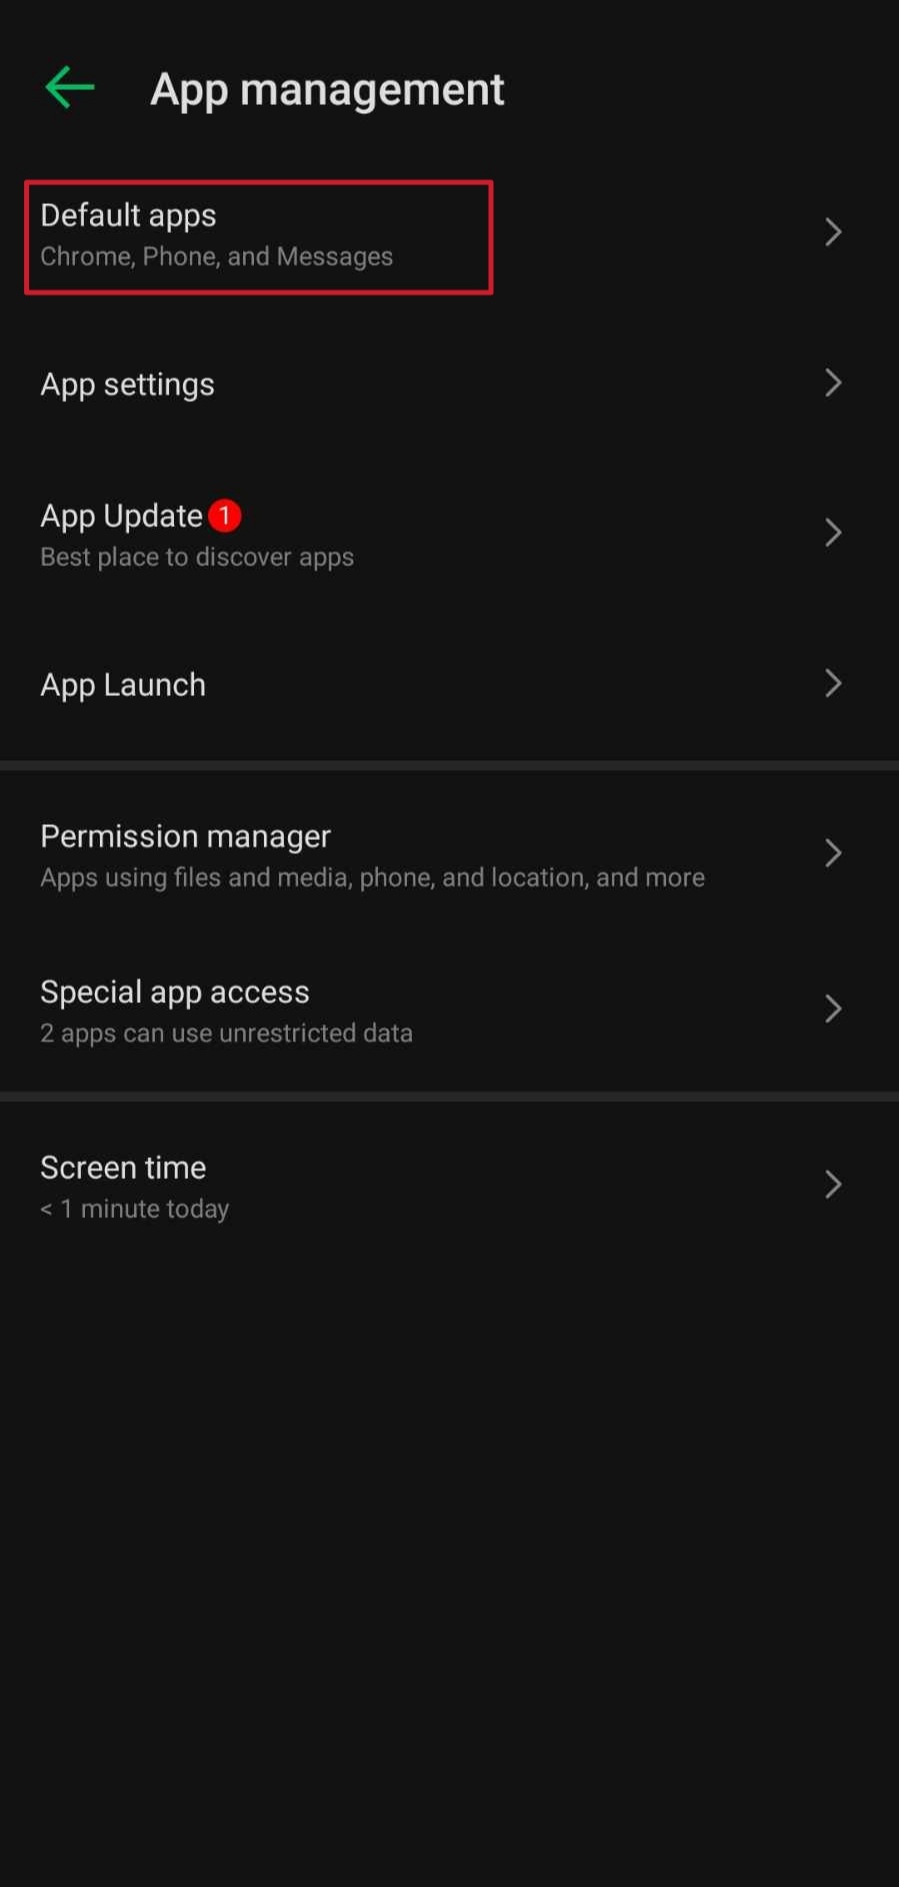 App management
Default apps
Chrome, Phone, and Messages
App settings
App Update 1
Best place to discover apps
App Launch
Permission manager
Apps using files and media, phone, and location, and more
Special app access
2 apps can use unrestricted data
Screen time
< 1 minute today